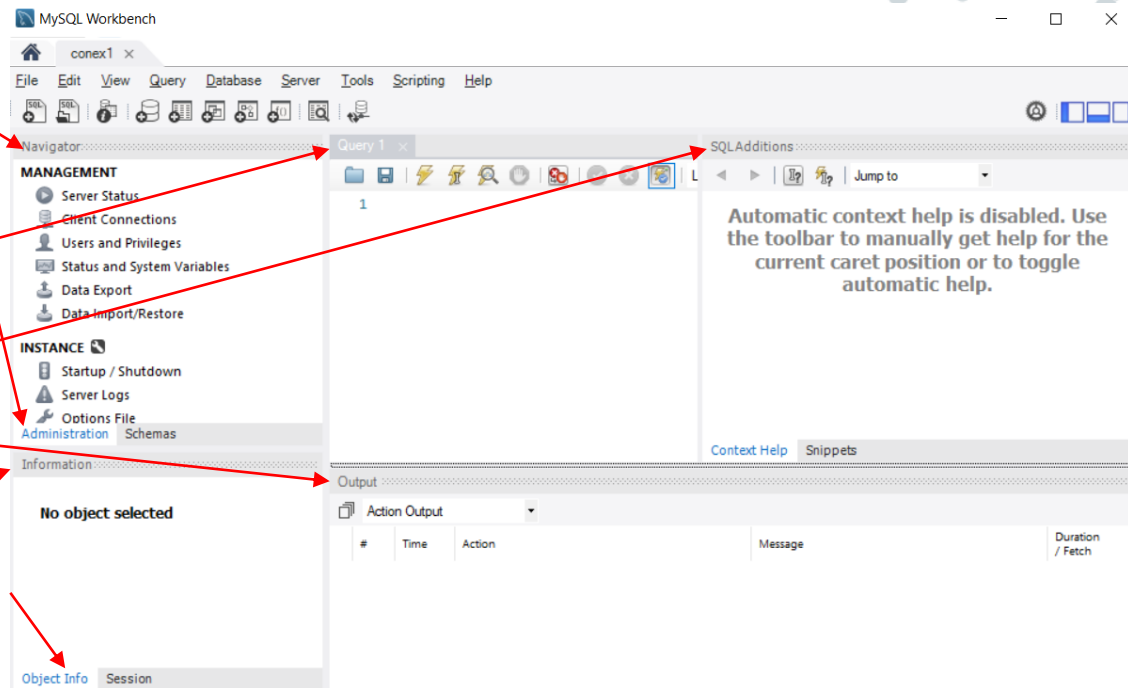 MySQL Workbench
conex1
File Edit View Query Database Server Tools Scripting Help
Navigator
MANAGEMENT
Server Status
Client Connections
Users and Privileges
Status and System Variables
Data Export
Data Import/Restore
INSTANCE
Startup / Shutdown
Server Logs
Options File
Administration Schemas
Information
No object selected
Object Info Session
Query 1
L
1
SQLAdditions
Jump to
Automatic context help is disabled. Use
the toolbar to manually get help for the
current caret position or to toggle
automatic help.
Context Help Snippets
Output
Action Output
# Time Action Message Duration
/ Fetch